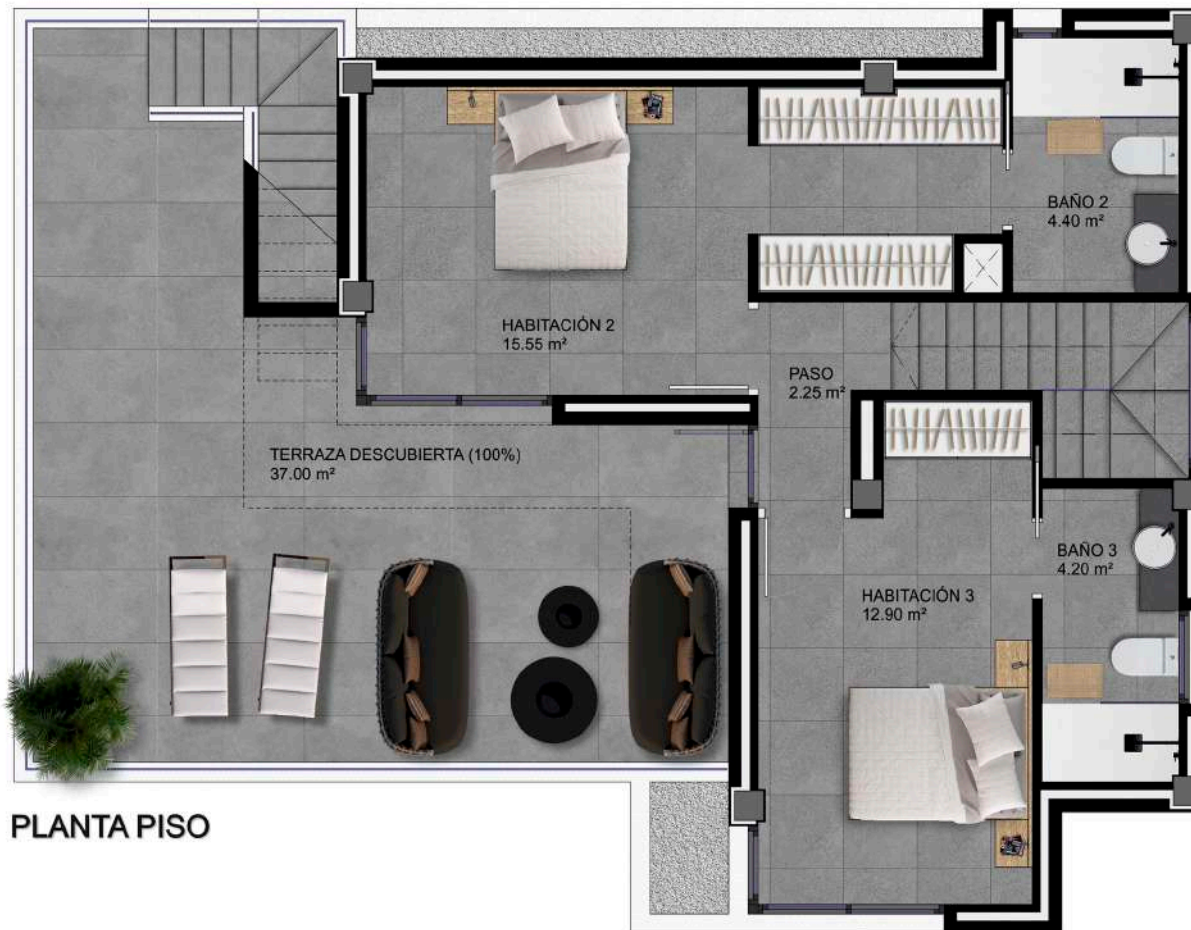 BAÑO 2
4.40 m²
HABITACIÓN 2
15.55 m²
PASO
2.25 m²
TERRAZA DESCUBIERTA (100%)
37.00 m²
BAÑO 3
4.20 m²
HABITACIÓN 3
12.90 m²
PLANTA PISO